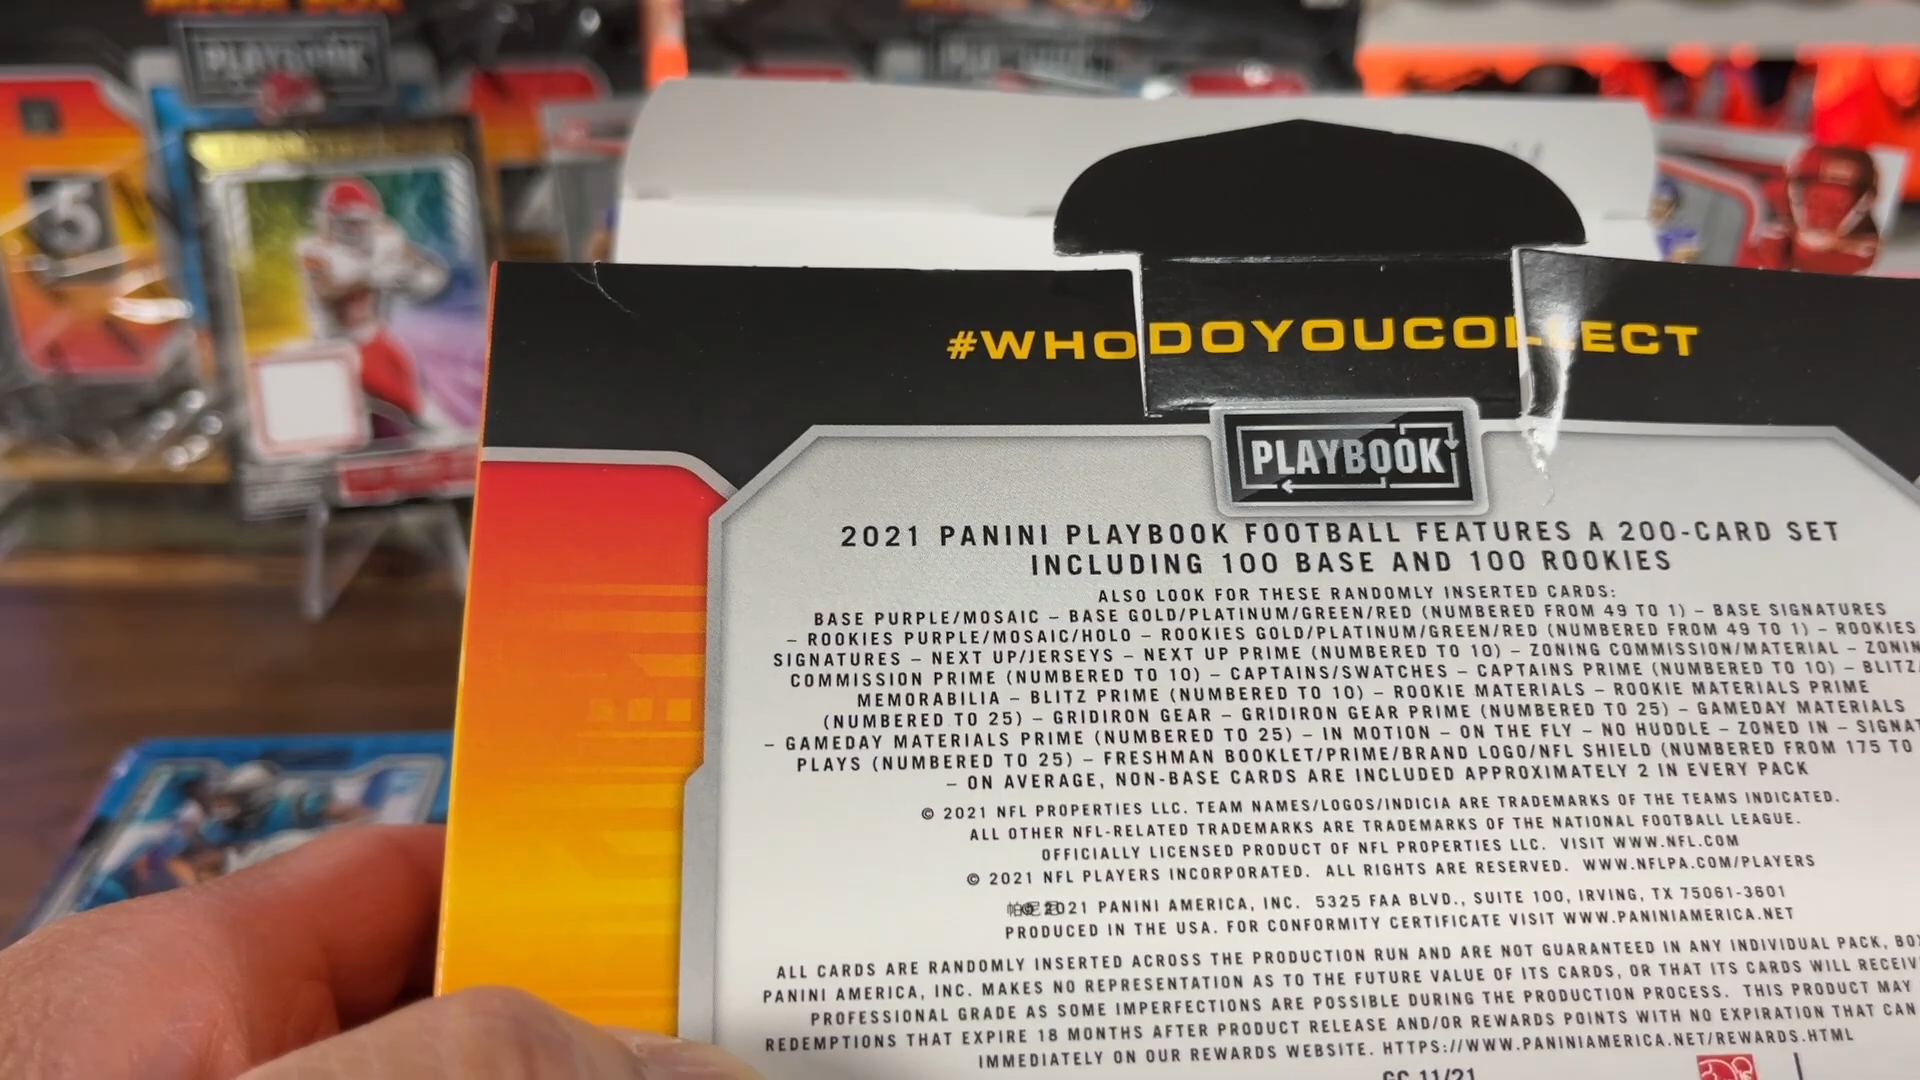 MEGA BOX
PLAYBOOK
5
#WHODOYOUCOLLECT
PLAYBOOK
2021 PANINI PLAYBOOK FOOTBALL FEATURES A 200-CARD SET
INCLUDING 100 BASE AND 100 ROOKIES
ALSO LOOK FOR THESE RANDOMLY INSERTED CARDS:
BASE PURPLE/MOSAIC – BASE GOLD/PLATINUM/GREEN/RED (NUMBERED FROM 49 TO 1) – BASE SIGNATURES
– ROOKIES PURPLE/MOSAIC/HOLO – ROOKIES GOLD/PLATINUM/GREEN/RED (NUMBERED FROM 49 TO 1) – ROOKIES
SIGNATURES – NEXT UP/JERSEYS – NEXT UP PRIME (NUMBERED TO 10) – ZONING COMMISSION/MATERIAL – ZONIN
COMMISSION PRIME (NUMBERED TO 10) – CAPTAINS/SWATCHES – CAPTAINS PRIME (NUMBERED TO 10) – BLITZ/
MEMORABILIA – BLITZ PRIME (NUMBERED TO 10) – ROOKIE MATERIALS – ROOKIE MATERIALS PRIME
(NUMBERED TO 25) – GRIDIRON GEAR – GRIDIRON GEAR PRIME (NUMBERED TO 25) – GAMEDAY MATERIALS
– GAMEDAY MATERIALS PRIME (NUMBERED TO 25) – IN MOTION – ON THE FLY – NO HUDDLE – ZONED IN – SIGNAT
PLAYS (NUMBERED TO 25) – FRESHMAN BOOKLET/PRIME/BRAND LOGO/NFL SHIELD (NUMBERED FROM 175 TO
– ON AVERAGE, NON-BASE CARDS ARE INCLUDED APPROXIMATELY 2 IN EVERY PACK
© 2021 NFL PROPERTIES LLC. TEAM NAMES/LOGOS/INDICIA ARE TRADEMARKS OF THE TEAMS INDICATED.
ALL OTHER NFL-RELATED TRADEMARKS ARE TRADEMARKS OF THE NATIONAL FOOTBALL LEAGUE.
OFFICIALLY LICENSED PRODUCT OF NFL PROPERTIES LLC. VISIT WWW.NFL.COM
© 2021 NFL PLAYERS INCORPORATED. ALL RIGHTS ARE RESERVED. WWW.NFLPA.COM/PLAYERS
© 2021 PANINI AMERICA, INC. 5325 FAA BLVD., SUITE 100, IRVING, TX 75061-3601
PRODUCED IN THE USA. FOR CONFORMITY CERTIFICATE VISIT WWW.PANINIAMERICA.NET
ALL CARDS ARE RANDOMLY INSERTED ACROSS THE PRODUCTION RUN AND ARE NOT GUARANTEED IN ANY INDIVIDUAL PACK, BOX
PANINI AMERICA, INC. MAKES NO REPRESENTATION AS TO THE FUTURE VALUE OF ITS CARDS, OR THAT ITS CARDS WILL RECEIV
PROFESSIONAL GRADE AS SOME IMPERFECTIONS ARE POSSIBLE DURING THE PRODUCTION PROCESS. THIS PRODUCT MAY
REDEMPTIONS THAT EXPIRE 18 MONTHS AFTER PRODUCT RELEASE AND/OR REWARDS POINTS WITH NO EXPIRATION THAT CAN
IMMEDIATELY ON OUR REWARDS WEBSITE. HTTPS://WWW.PANINIAMERICA.NET/REWARDS.HTML
GC 11/21